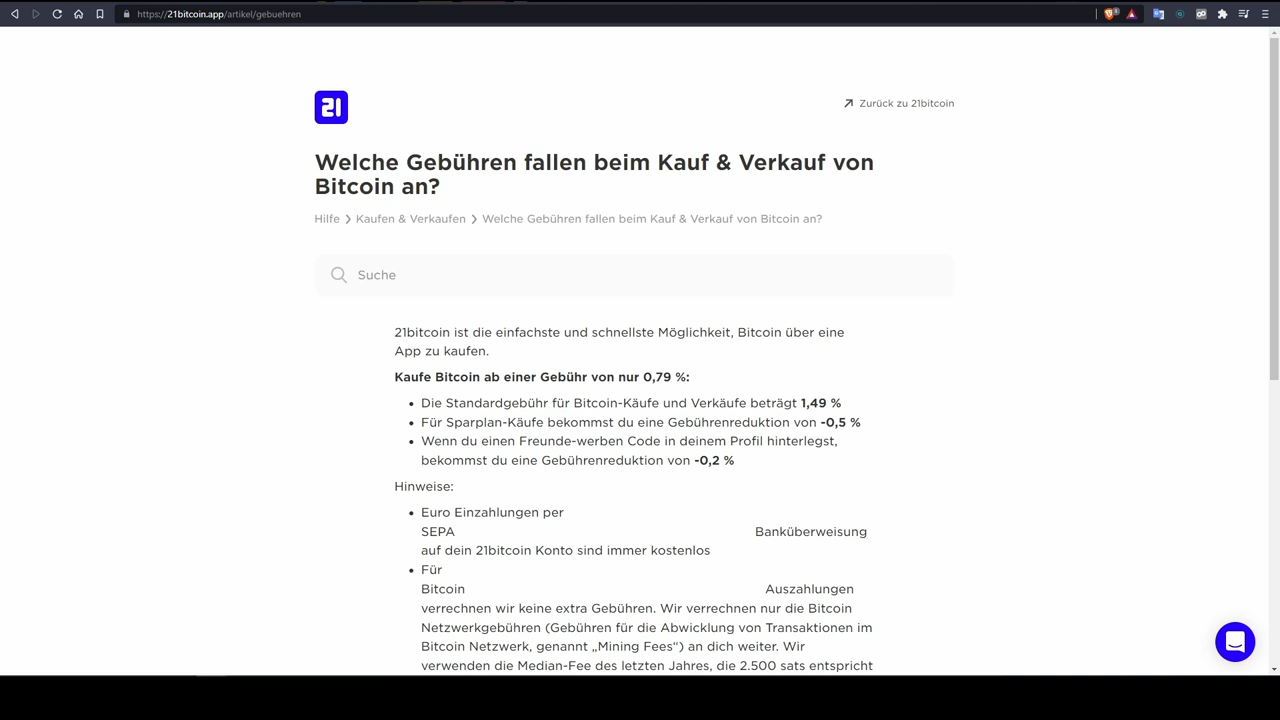 https://21bitcoin.app/artikel/gebuehren
21
Zurück zu 21bitcoin
Welche Gebühren fallen beim Kauf & Verkauf von
Bitcoin an?
Hilfe > Kaufen & Verkaufen > Welche Gebühren fallen beim Kauf & Verkauf von Bitcoin an?
Suche
21bitcoin ist die einfachste und schnellste Möglichkeit, Bitcoin über eine
App zu kaufen.
Kaufe Bitcoin ab einer Gebühr von nur 0,79 %:
• Die Standardgebühr für Bitcoin-Käufe und Verkäufe beträgt 1,49 %
• Für Sparplan-Käufe bekommst du eine Gebührenreduktion von -0,5 %
• Wenn du einen Freunde-werben Code in deinem Profil hinterlegst,
bekommst du eine Gebührenreduktion von -0,2 %
Hinweise:
• Euro Einzahlungen per
SEPA Banküberweisung
auf dein 21bitcoin Konto sind immer kostenlos
• Für
Bitcoin Auszahlungen
verrechnen wir keine extra Gebühren. Wir verrechnen nur die Bitcoin
Netzwerkgebühren (Gebühren für die Abwicklung von Transaktionen im
Bitcoin Netzwerk, genannt „Mining Fees“) an dich weiter. Wir
verwenden die Median-Fee des letzten Jahres, die 2.500 sats entspricht